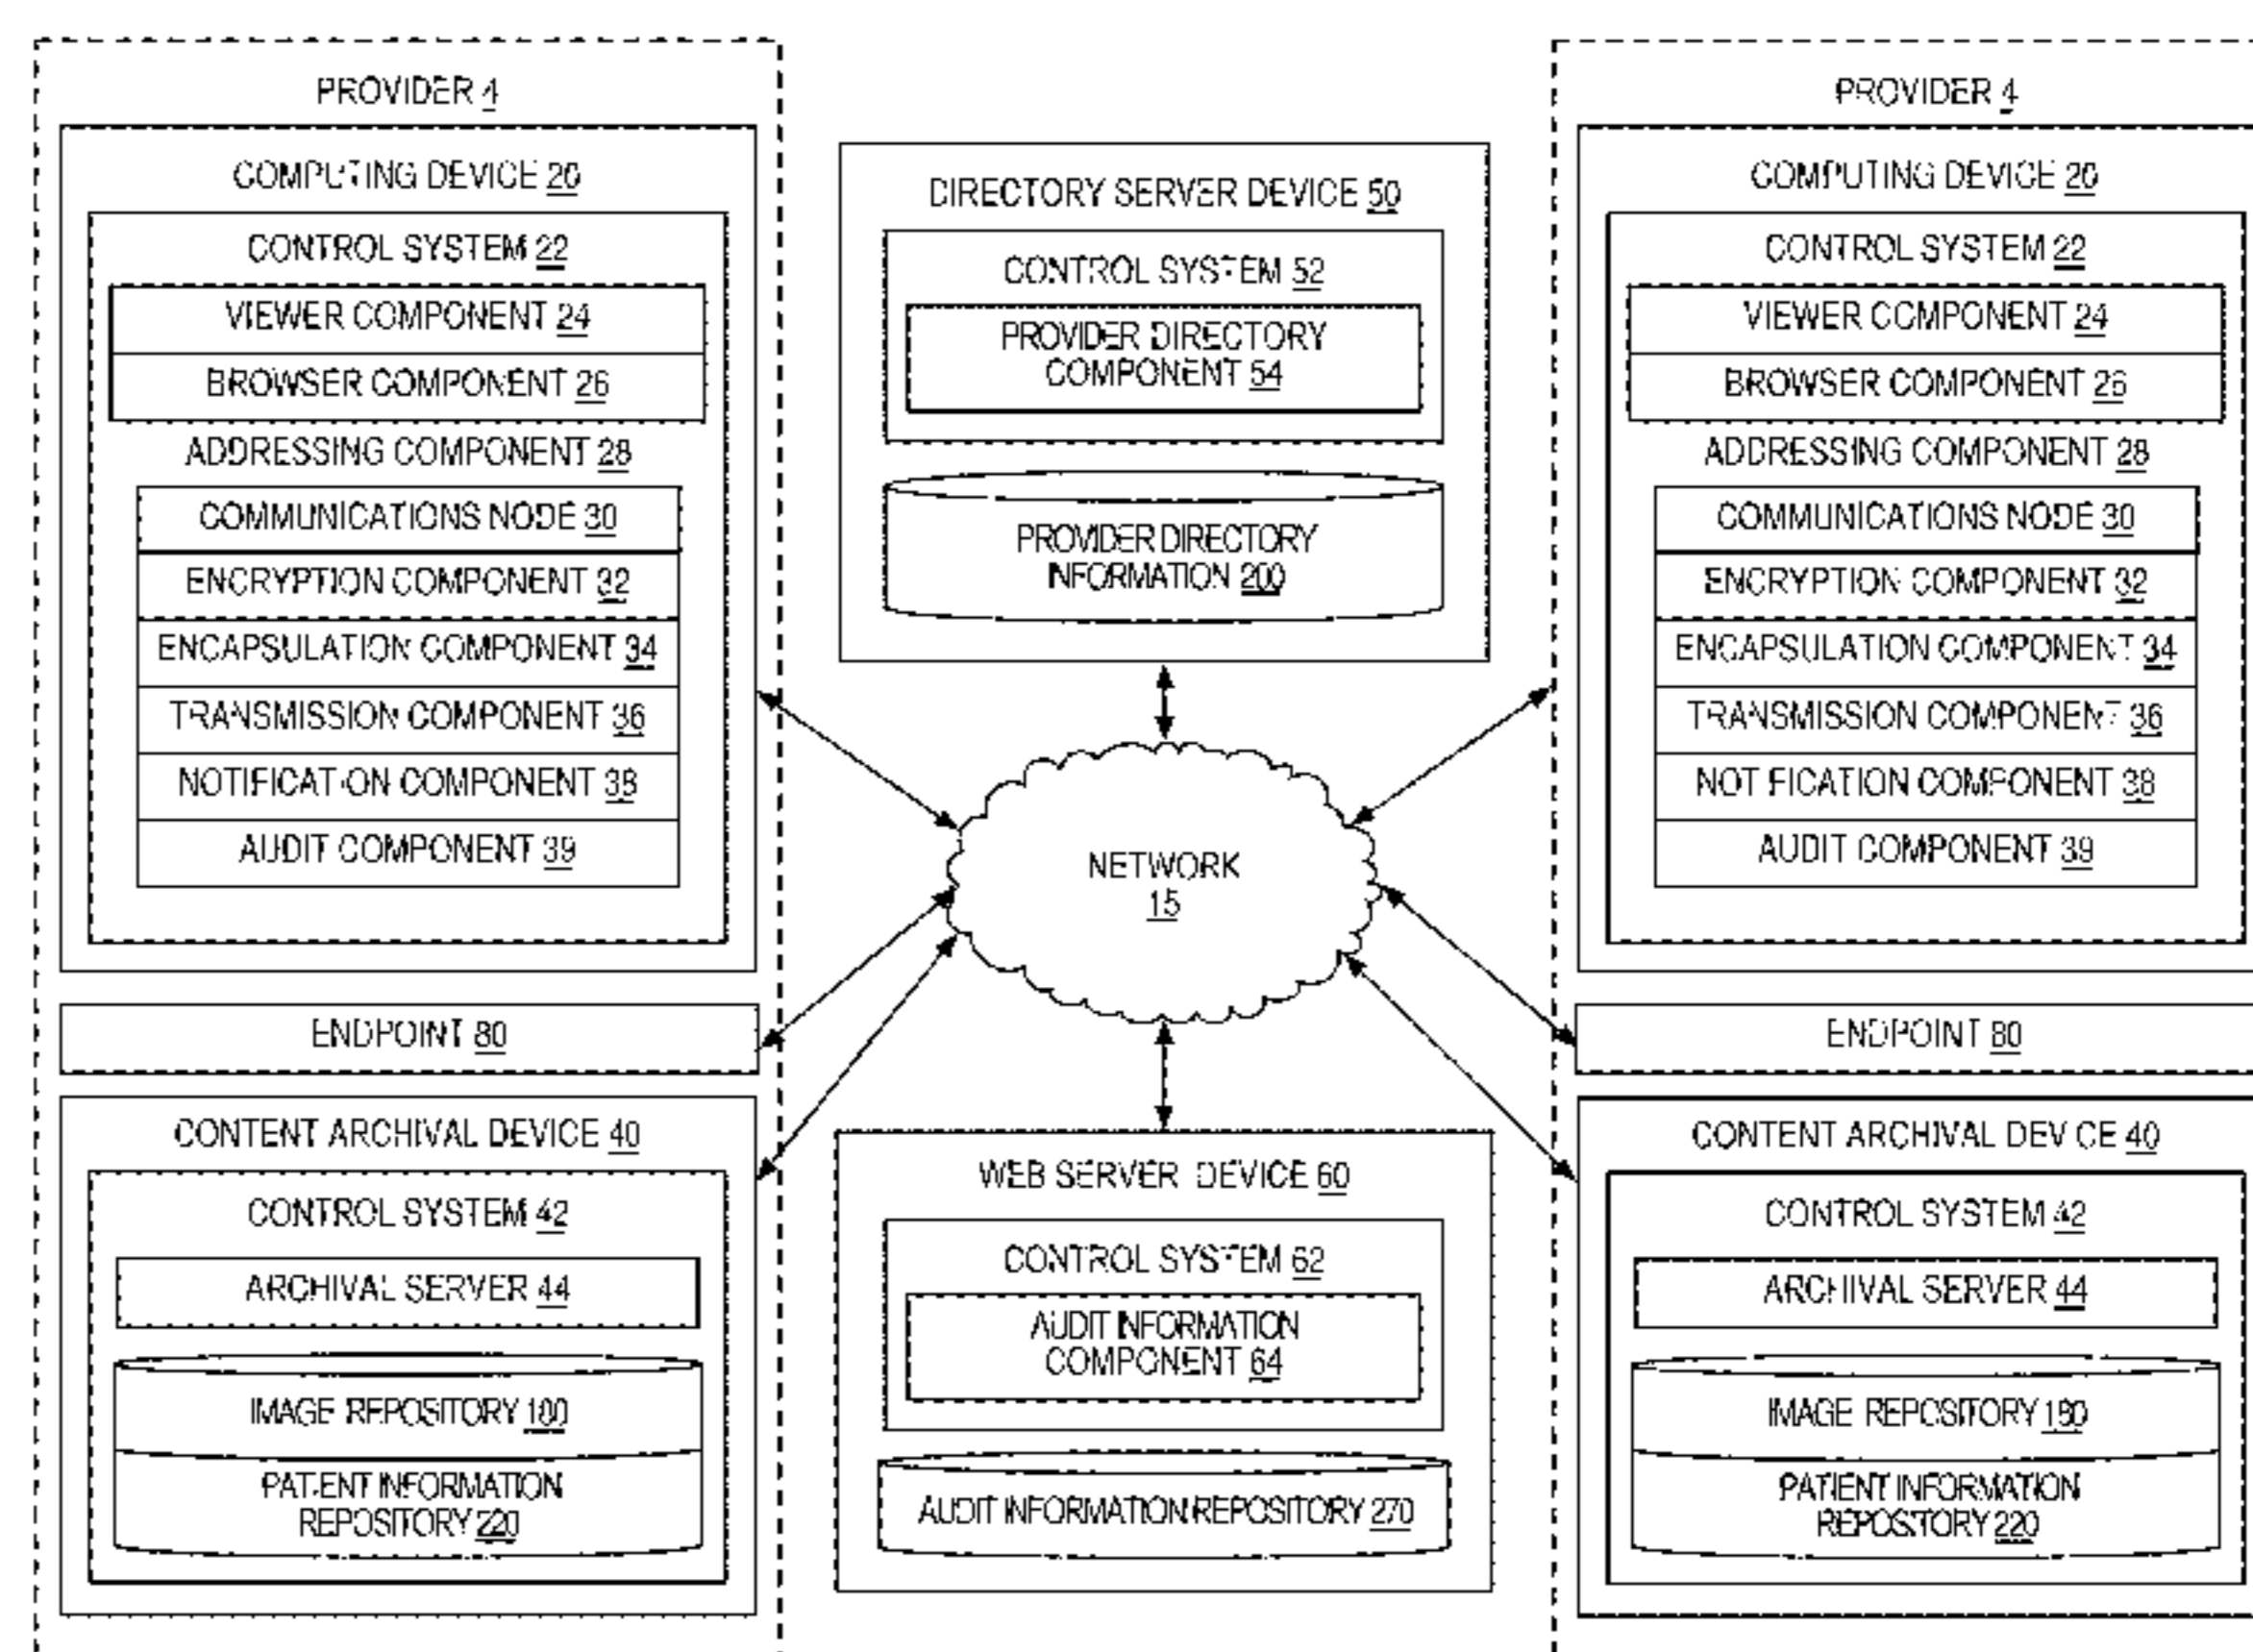 PROVIDER 4
COMPUTING DEVICE 20
CONTROL SYSTEM 22
VIEWER COMPONENT 24
BROWSER COMPONENT 26
ADDRESSING COMPONENT 28
COMMUNICATIONS NODE 30
ENCRYPTION COMPONENT 32
ENCAPSULATION COMPONENT 34
TRANSMISSION COMPONENT 36
NOTIFICATION COMPONENT 38
AUDIT COMPONENT 39
ENDPOINT 80
CONTENT ARCHIVAL DEVICE 40
CONTROL SYSTEM 42
ARCHIVAL SERVER 44
IMAGE REPOSITORY 180
PATIENT INFORMATION
REPOSITORY 220
DIRECTORY SERVER DEVICE 50
CONTROL SYSTEM 52
PROVIDER DIRECTORY
COMPONENT 54
PROVIDER DIRECTORY
INFORMATION 200
NETWORK
15
WEB SERVER DEVICE 60
CONTROL SYSTEM 62
AUDIT INFORMATION
COMPONENT 64
AUDIT INFORMATION REPOSITORY 270
PROVIDER 4
COMPUTING DEVICE 20
CONTROL SYSTEM 22
VIEWER COMPONENT 24
BROWSER COMPONENT 26
ADDRESSING COMPONENT 28
COMMUNICATIONS NODE 30
ENCRYPTION COMPONENT 32
ENCAPSULATION COMPONENT 34
TRANSMISSION COMPONENT 36
NOTIFICATION COMPONENT 38
AUDIT COMPONENT 39
ENDPOINT 80
CONTENT ARCHIVAL DEVICE 40
CONTROL SYSTEM 42
ARCHIVAL SERVER 44
IMAGE REPOSITORY 180
PATIENT INFORMATION
REPOSITORY 220